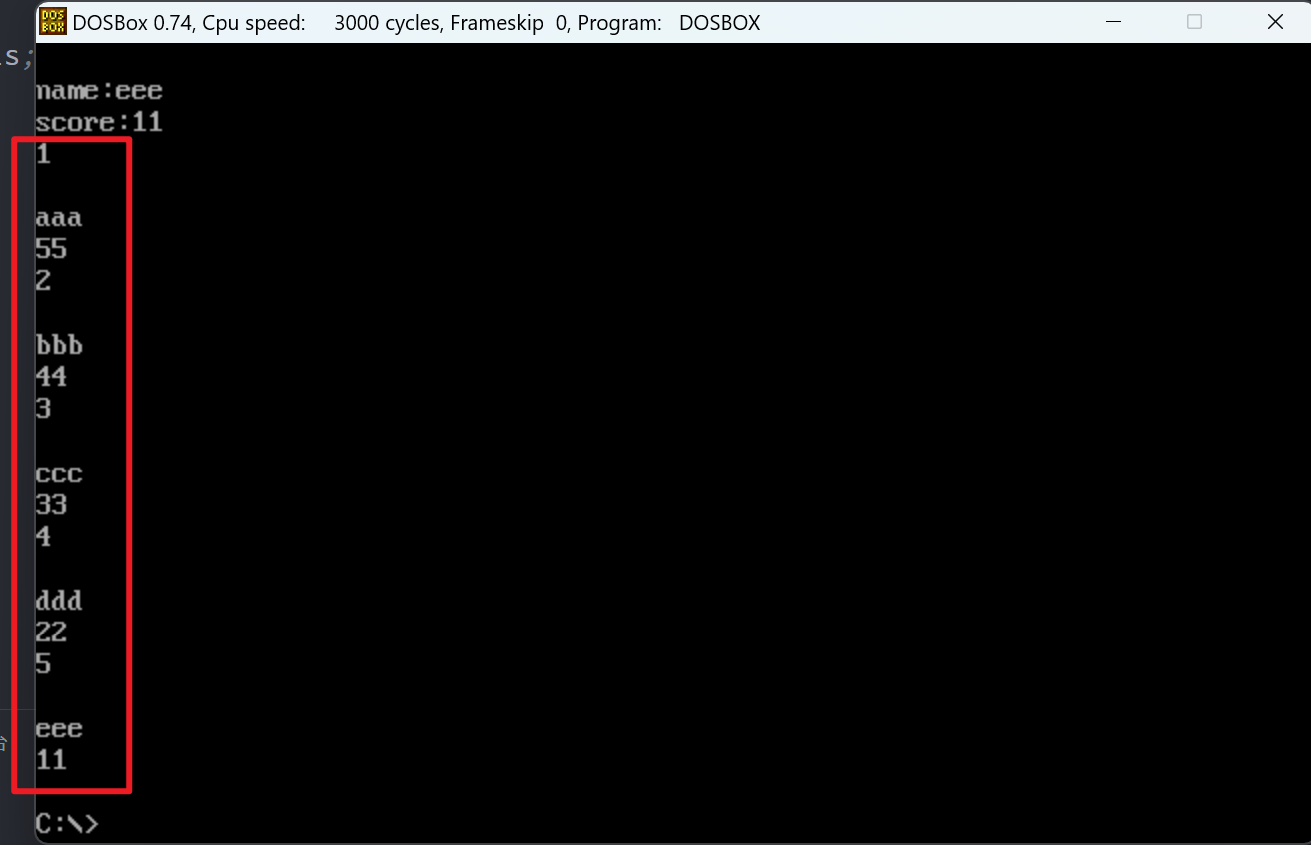 DOSBox 0.74, Cpu speed: 3000 cycles, Frameskip 0, Program: DOSBOX
s;
name:eee
score:11
1
aaa
55
2
bbb
44
3
ccc
33
4
ddd
22
5
eee
11
C:\>